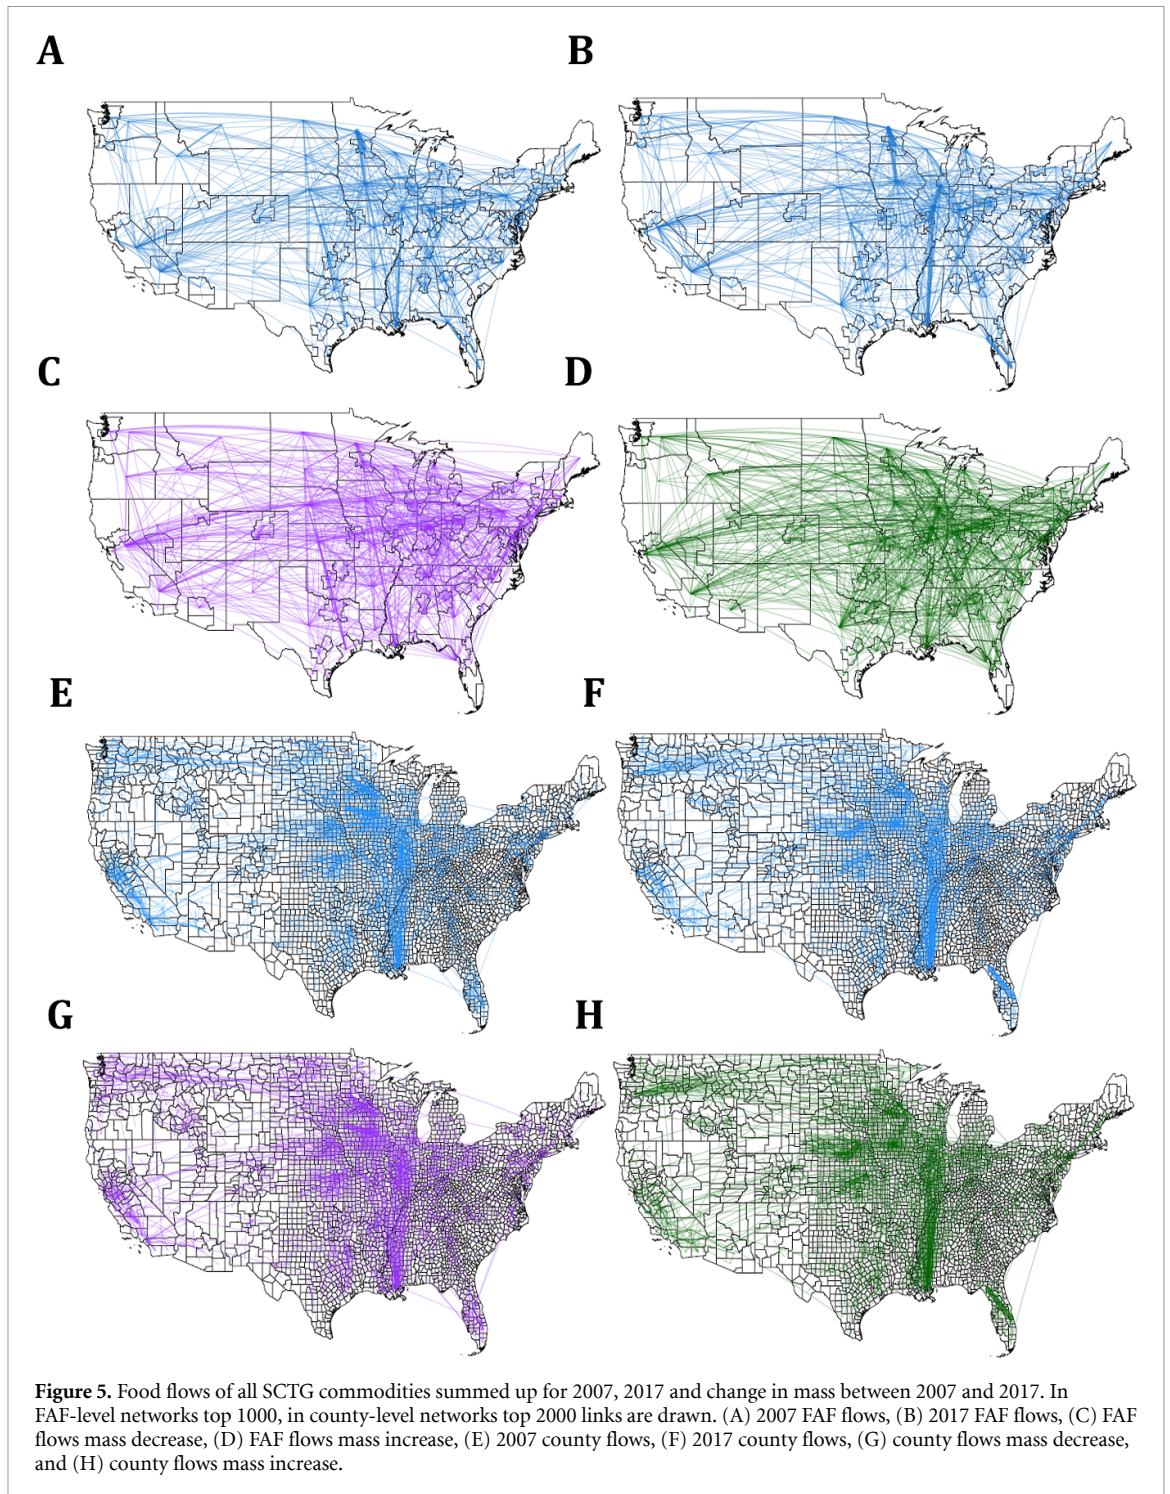 A
B
C
D
E
F
G
H
Figure 5. Food flows of all SCTG commodities summed up for 2007, 2017 and change in mass between 2007 and 2017. In
FAF-level networks top 1000, in county-level networks top 2000 links are drawn. (A) 2007 FAF flows, (B) 2017 FAF flows, (C) FAF
flows mass decrease, (D) FAF flows mass increase, (E) 2007 county flows, (F) 2017 county flows, (G) county flows mass decrease,
and (H) county flows mass increase.